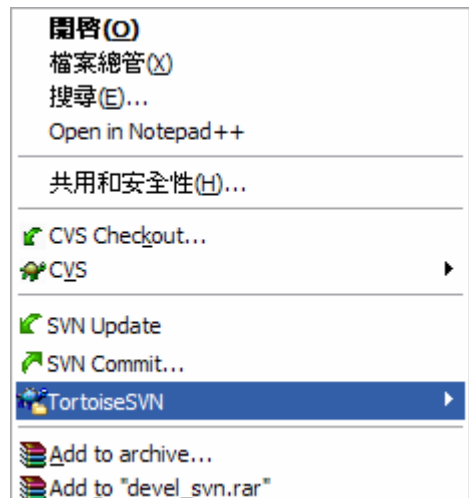 開啓(O)
檔案總管(X)
搜尋(E)...
Open in Notepad++
共用和安全性(H)...
CVS Checkout...
CVS
SVN Update
SVN Commit...
TortoiseSVN
Add to archive...
Add to "devel_svn.rar"